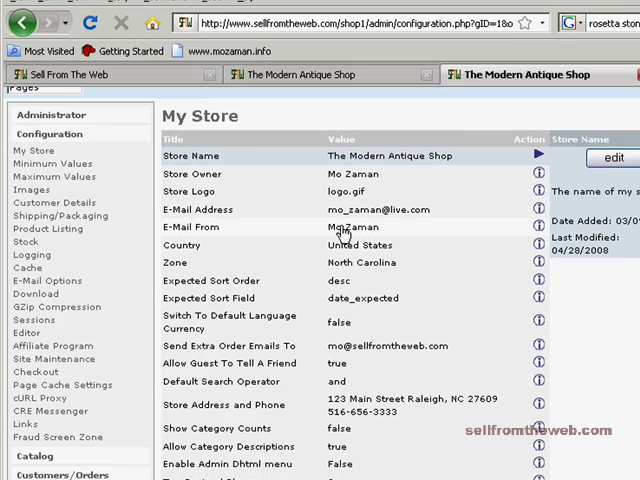 http://www.sellfromtheweb.com/shop1/admin/configuration.php?gID=1&o
rosetta ston
Most Visited
Getting Started
www.mozaman.info
Sell From The Web
The Modern Antique Shop
The Modern Antique Shop
Pages
Administrator
Configuration
My Store
Minimum Values
Maximum Values
Images
Customer Details
Shipping/Packaging
Product Listing
Stock
Logging
Cache
E-Mail Options
Download
GZip Compression
Sessions
Editor
Affiliate Program
Site Maintenance
Checkout
Page Cache Settings
cURL Proxy
CRE Messenger
Links
Fraud Screen Zone
Catalog
Customers/Orders
My Store
Title Value Action
Store Name The Modern Antique Shop
Store Owner Mo Zaman
Store Logo logo.gif
E-Mail Address mo_zaman@live.com
E-Mail From Mo Zaman
Country United States
Zone North Carolina
Expected Sort Order desc
Expected Sort Field date_expected
Switch To Default Language
Currency false
Send Extra Order Emails To mo@sellfromtheweb.com
Allow Guest To Tell A Friend true
Default Search Operator and
Store Address and Phone 123 Main Street Raleigh, NC 27609
516-656-3333
Show Category Counts false
Allow Category Descriptions true
Enable Admin Dhtml menu False
Store Name
edit
The name of my s
Date Added: 03/0
Last Modified:
04/28/2008
sellfromtheweb.com